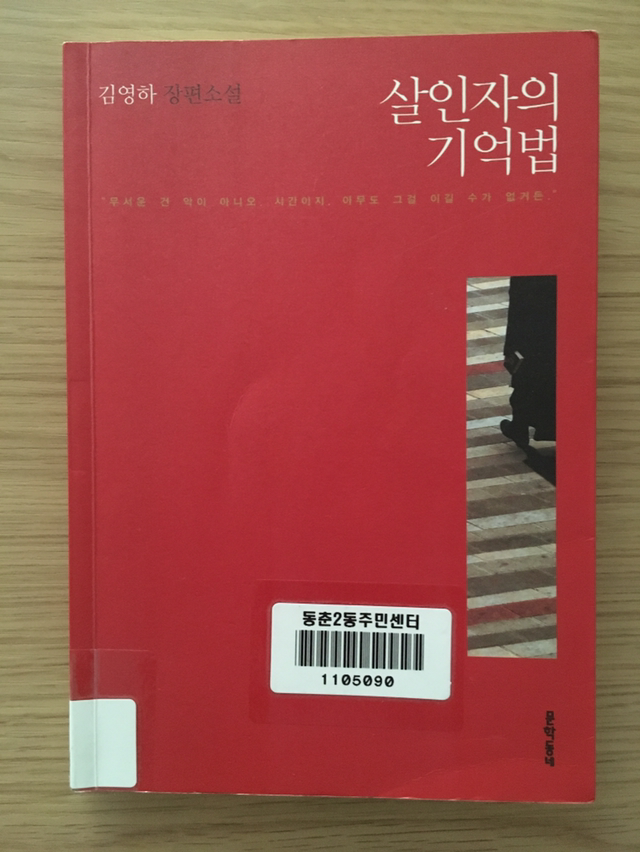 김영하 장편소설
살인자의
기억법
"무서운 건 악이 아니오. 시간이지. 아무도 그걸 이길 수가 없거든."
동춘2동주민센터
1105090
문학동네